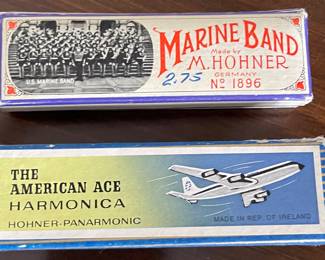 MARINE BAND
Made by
M. HOHNER
2.75
GERMANY
Nº 1896
U.S. MARINE BAND
THE
AMERICAN ACE
HARMONICA
HOHNER-PANARMONIC
MADE IN REP. OF IRELAND